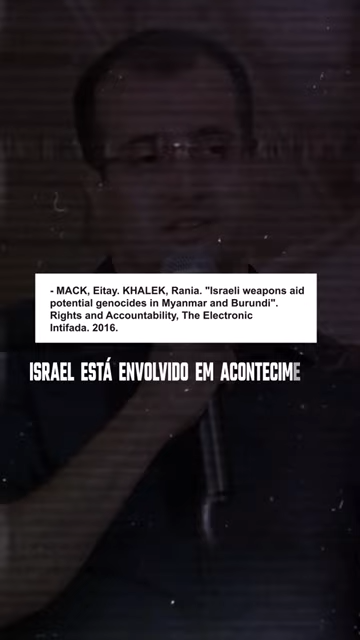 - MACK, Eitay. KHALEK, Rania. "Israeli weapons aid
potential genocides in Myanmar and Burundi".
Rights and Accountability, The Electronic
Intifada. 2016.
ISRAEL ESTÁ ENVOLVIDO EM ACONTECIME